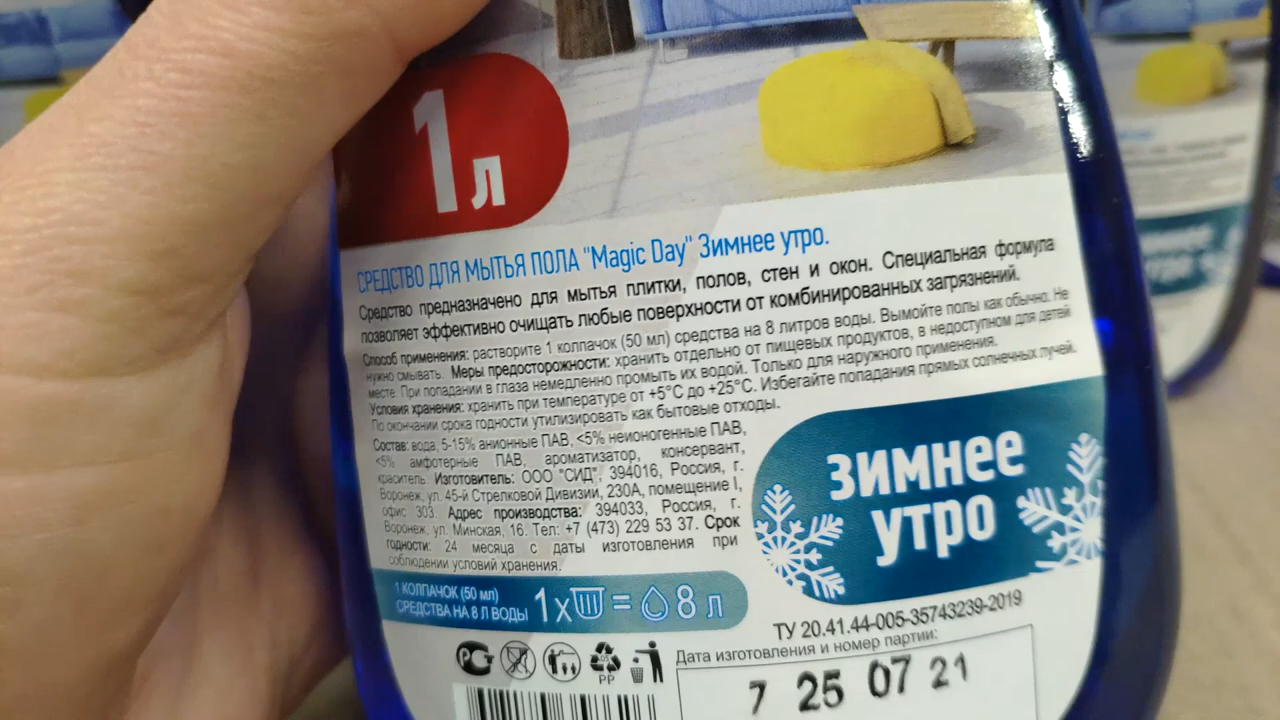 1л
СРЕДСТВО ДЛЯ МЫТЬЯ ПОЛА "Magic Day" Зимнее утро.
Средство предназначено для мытья плитки, полов, стен и окон. Специальная формула
позволяет эффективно очищать любые поверхности от комбинированных загрязнений.
Способ применения: растворите 1 колпачок (50 мл) средства на 8 литров воды. Вымойте полы как обычно. Не
нужно смывать. Меры предосторожности: хранить отдельно от пищевых продуктов, в недоступном для детей
месте. При попадании в глаза немедленно промыть их водой. Только для наружного применения.
Условия хранения: хранить при температуре от +5°С до +25°С. Избегайте попадания прямых солнечных лучей.
По окончании срока годности утилизировать как бытовые отходы.
Состав: вода, 5-15% анионные ПАВ, <5% неионогенные ПАВ,
<5% амфотерные ПАВ, ароматизатор, консервант,
краситель. Изготовитель: ООО "СИД", 394016, Россия, г.
Воронеж, ул. 45-й Стрелковой Дивизии, 230А, помещение I,
офис 303. Адрес производства: 394033, Россия, г.
Воронеж, ул. Минская, 16. Тел: +7 (473) 229 53 37. Срок
годности: 24 месяца с даты изготовления при
соблюдении условий хранения.
зимнее
утро
1 КОЛПАЧОК (50 мл)
СРЕДСТВА НА 8 Л ВОДЫ
1х = 8 л
ТУ 20.41.44-005-35743239-2019
Дата изготовления и номер партии:
7 25 07 21
РР
зимнее
утро